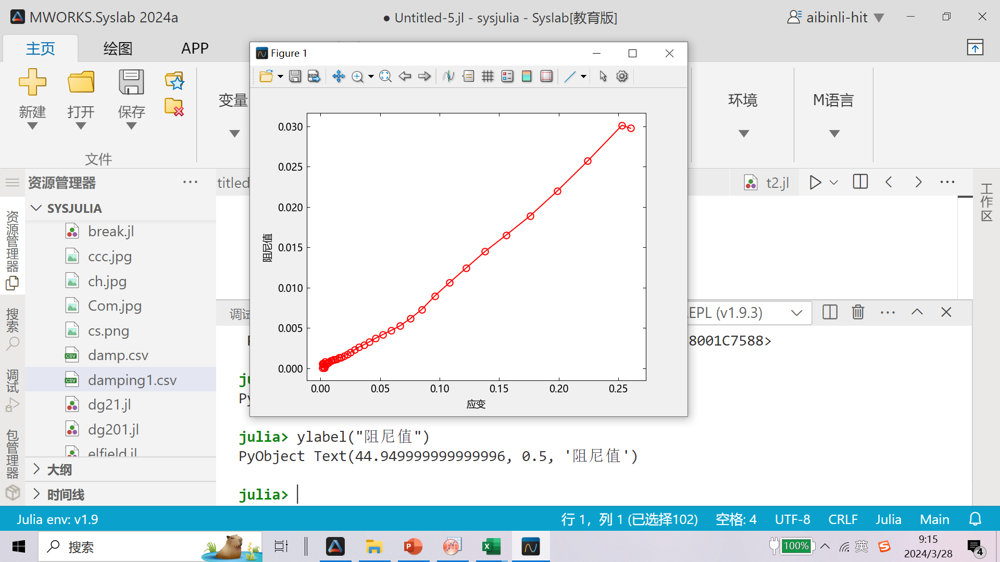 MWORKS.Syslab 2024a
● Untitled-5.jl - sysjulia - Syslab[教育版]
aibinli-hit
主页
绘图
APP
新建
打开
保存
文件
变量
环境
M语言
Figure 1
0.030
0.025
0.020
0.015
0.010
0.005
0.000
阻尼值
0.00 0.05 0.10 0.15 0.20 0.25
应变
资源管理器
···
titled
t2.jl
工作区
资源管理器
搜索
调试
包管理器
SYSJULIA
break.jl
ccc.jpg
ch.jpg
Com.jpg
cs.png
damp.csv
damping1.csv
dg21.jl
dg201.jl
elfield.jl
大纲
时间线
调试
EPL (v1.9.3)
8001C7588>
julia> ylabel("阻尼值")
PyObject Text(44.949999999999996, 0.5, '阻尼值')
julia>
Julia env: v1.9
行 1，列 1 (已选择102)
空格: 4
UTF-8
CRLF
Julia
Main
搜索
100%
英
9:15
2024/3/28
4